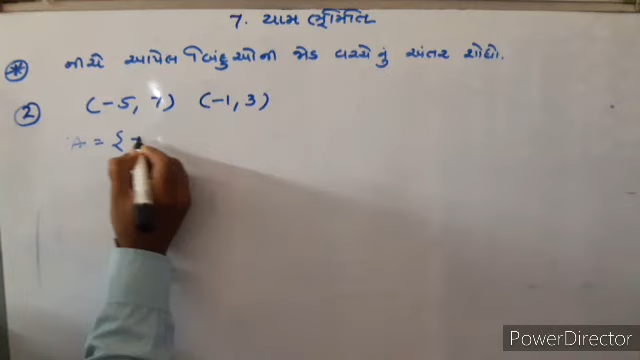 7. યામ ભૂમિતિ
* નીચે આપેલ બિંદુઓની જોડ વચ્ચેનું અંતર શોધો.
2 (-5, 7) (-1, 3)
A = { -
PowerDirector